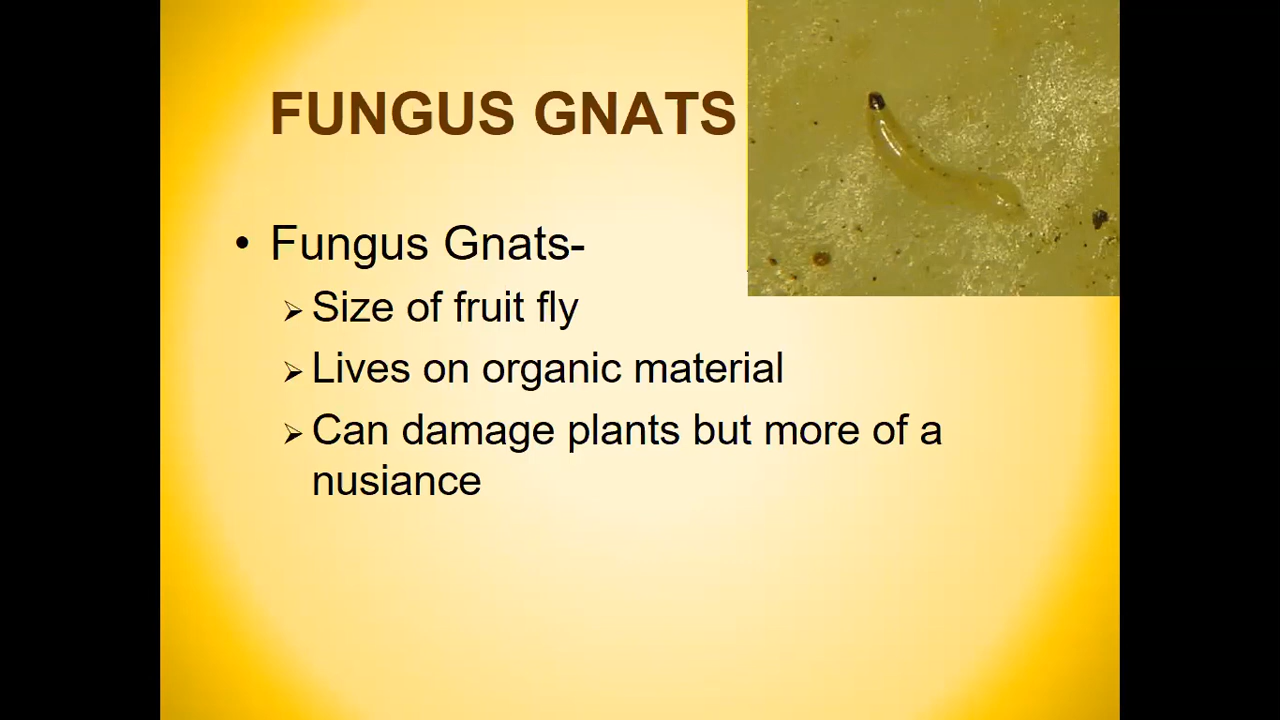 FUNGUS GNATS
• Fungus Gnats-
➢ Size of fruit fly
➢ Lives on organic material
➢ Can damage plants but more of a
nusiance